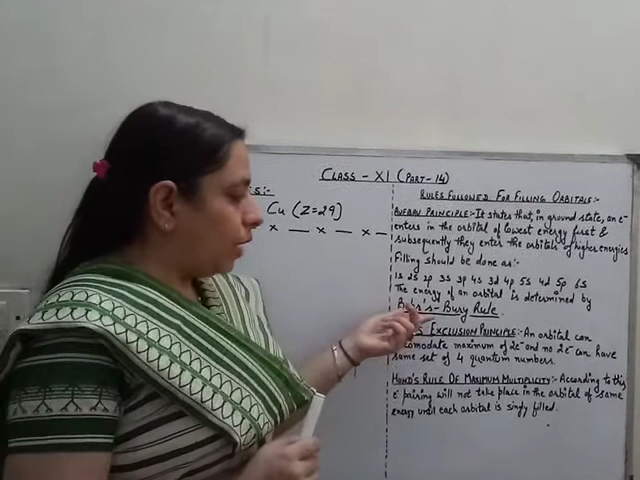 CLASS - XI (PART-14)
s:-
Cu (Z=29)
x — x — x —
RULES FOLLOWED FOR FILLING ORBITALS:-
AUFBAU PRINCIPLE:- It states that, in ground state, an e⁻
enters in the orbital of lowest energy first &
subsequently they enter the orbitals of higher energies
Filling should be done as:-
1s 2s 2p 3s 3p 4s 3d 4p 5s 4d 5p 6s
The energy of an orbital is determined by
Bury Rule.
EXCLUSION PRINCIPLE:- An orbital can
maximum of 2e⁻ and no 2e⁻ can have
same set of 4 quantum numbers.
HUND'S RULE OF MAXIMUM MULTIPLICITY:- According to this
e⁻ pairing will not take place in the orbital of same
energy until each orbital is singly filled.